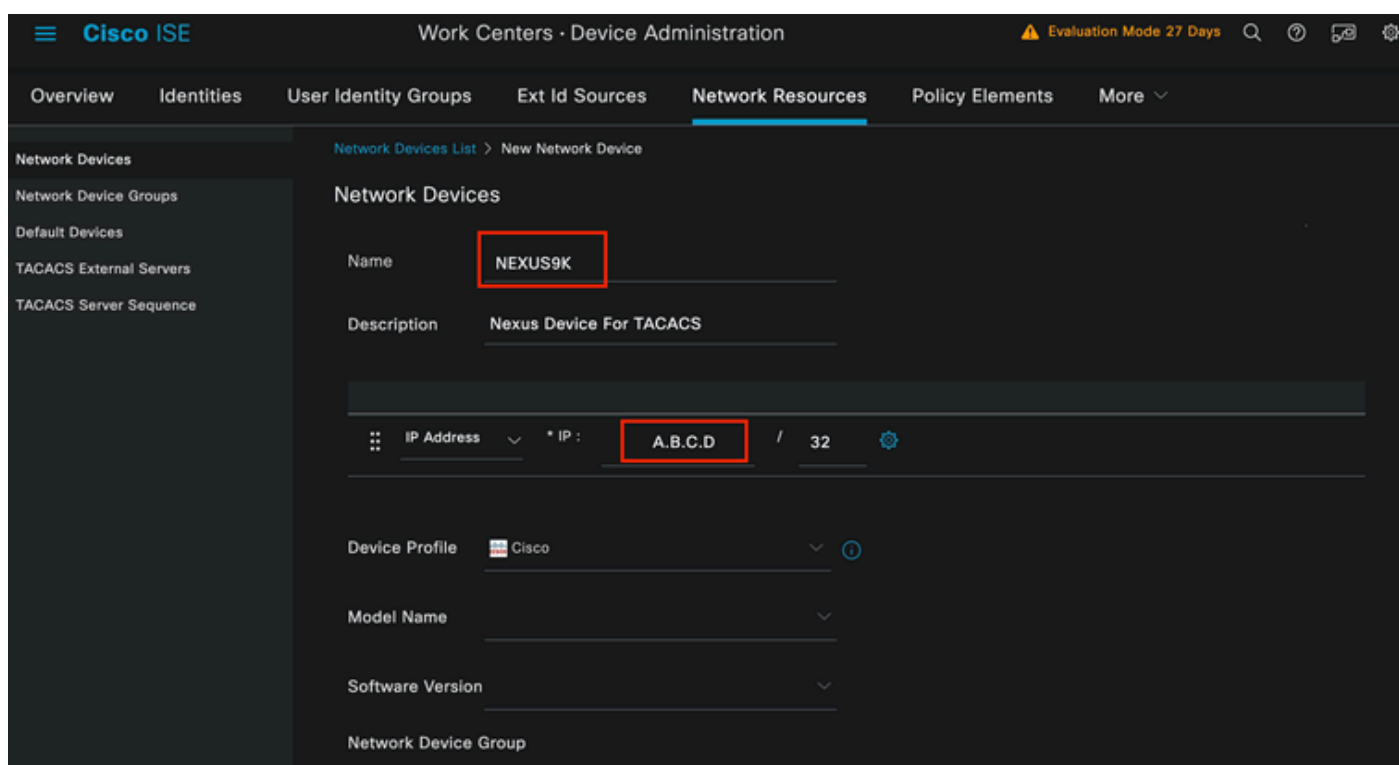 Cisco ISE
Work Centers · Device Administration
Evaluation Mode 27 Days
Overview Identities User Identity Groups Ext Id Sources Network Resources Policy Elements More
Network Devices
Network Device Groups
Default Devices
TACACS External Servers
TACACS Server Sequence
Network Devices List > New Network Device
Network Devices
Name NEXUS9K
Description Nexus Device For TACACS
IP Address * IP : A.B.C.D / 32
Device Profile Cisco
Model Name
Software Version
Network Device Group